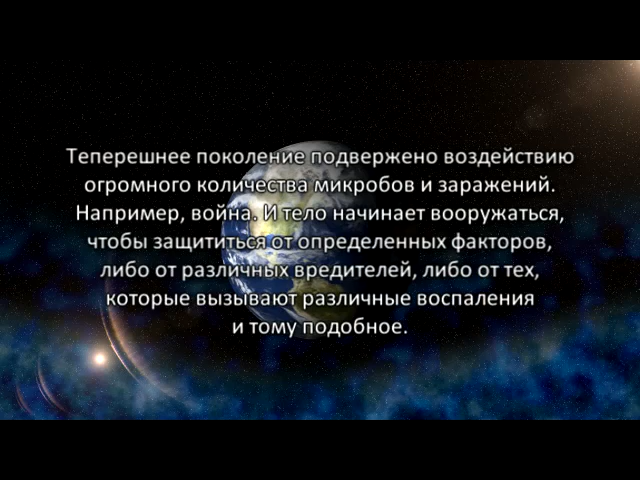 Теперешнее поколение подвержено воздействию
огромного количества микробов и заражений.
Например, война. И тело начинает вооружаться,
чтобы защититься от определенных факторов,
либо от различных вредителей, либо от тех,
которые вызывают различные воспаления
и тому подобное.